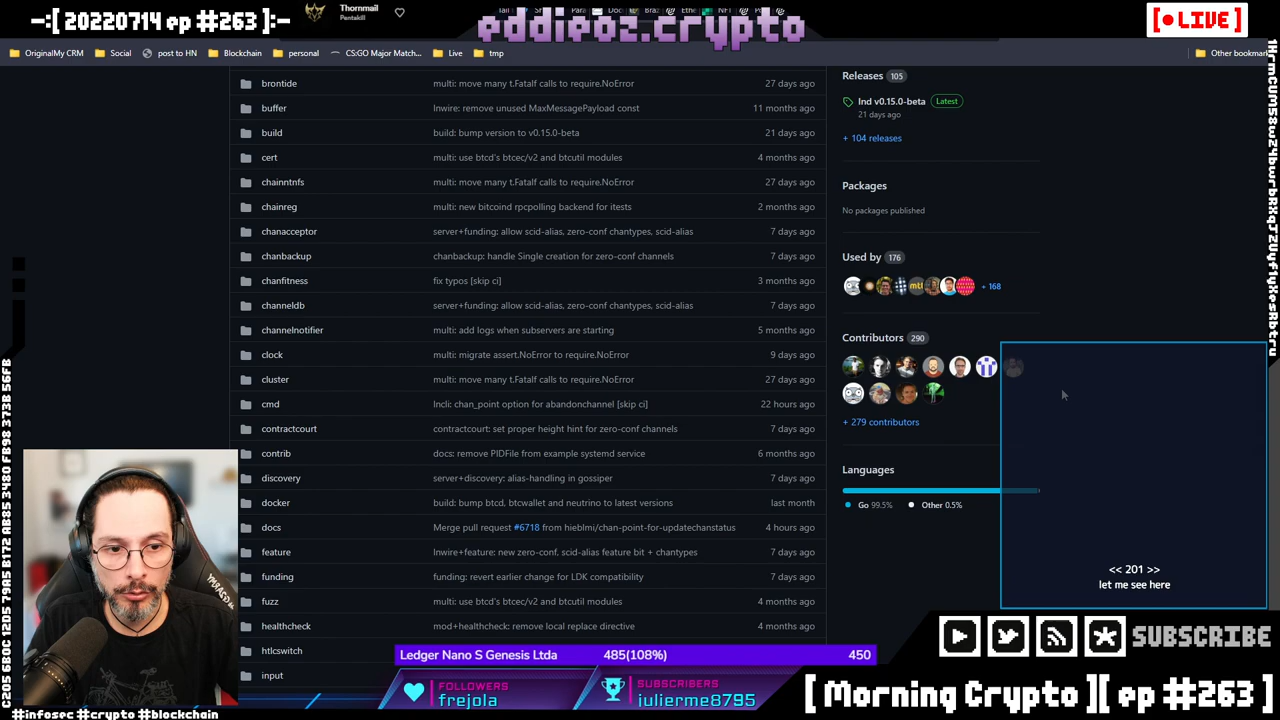 -:[ 20220714 ep #263]:-
Thornmail
Pentakill
eddieoz.crypto
[ • LIVE ]
OriginalMy CRM
Social
post to HN
Blockchain
personal
CS:GO Major Match...
Live
tmp
Other bookmar
brontide multi: move many t.Fatalf calls to require.NoError 27 days ago
buffer lnwire: remove unused MaxMessagePayload const 11 months ago
build build: bump version to v0.15.0-beta 21 days ago
cert multi: use btcd's btcec/v2 and btcutil modules 4 months ago
chainntnfs multi: move many t.Fatalf calls to require.NoError 27 days ago
chainreg multi: new bitcoind rpcpolling backend for itests 2 months ago
chanacceptor server+funding: allow scid-alias, zero-conf chantypes, scid-alias 7 days ago
chanbackup chanbackup: handle Single creation for zero-conf channels 7 days ago
chanfitness fix typos [skip ci] 3 months ago
channeldb server+funding: allow scid-alias, zero-conf chantypes, scid-alias 7 days ago
channelnotifier multi: add logs when subservers are starting 5 months ago
clock multi: migrate assert.NoError to require.NoError 9 days ago
cluster multi: move many t.Fatalf calls to require.NoError 27 days ago
cmd lncli: chan_point option for abandonchannel [skip ci] 22 hours ago
contractcourt contractcourt: set proper height hint for zero-conf channels 7 days ago
contrib docs: remove PIDFile from example systemd service 6 months ago
discovery server+discovery: alias-handling in gossiper 7 days ago
docker build: bump btcd, btcwallet and neutrino to latest versions last month
docs Merge pull request #6718 from hieblmi/chan-point-for-updatechanstatus 4 hours ago
feature lnwire+feature: new zero-conf, scid-alias feature bit + chantypes 7 days ago
funding funding: revert earlier change for LDK compatibility 7 days ago
fuzz multi: use btcd's btcec/v2 and btcutil modules 4 months ago
healthcheck mod+healthcheck: remove local replace directive 4 months ago
htlcswitch
input
Releases 105
lnd v0.15.0-beta Latest
21 days ago
+ 104 releases
Packages
No packages published
Used by 176
+ 168
Contributors 290
+ 279 contributors
Languages
Go 99.5% Other 0.5%
<< 201 >>
let me see here
Ledger Nano S Genesis Ltda 485(108%) 450
FOLLOWERS
frejola
SUBSCRIBERS
iulierme8795
SUBSCRIBE
[ Morning Crypto ][ ep #263 ]
#infosec #crypto #blockchain